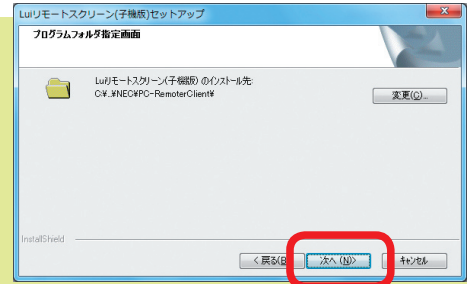 Luiリモートスクリーン(子機版)セットアップ
プログラムフォルダ指定画面
Luiリモートスクリーン(子機版) のインストール先:
C:¥..¥NEC¥PC-RemoterClient¥
変更(C)...
InstallShield
< 戻る(B
次へ (N)>
キャンセル